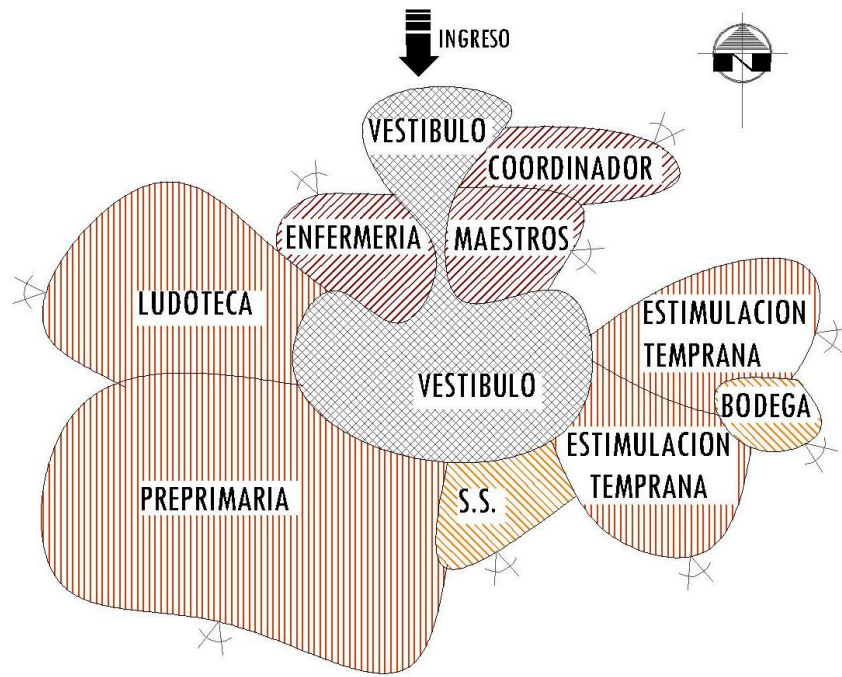 INGRESO
VESTIBULO
COORDINADOR
ENFERMERIA
MAESTROS
LUDOTECA
ESTIMULACION
TEMPRANA
VESTIBULO
BODEGA
ESTIMULACION
TEMPRANA
PREPRIMARIA
S.S.
N